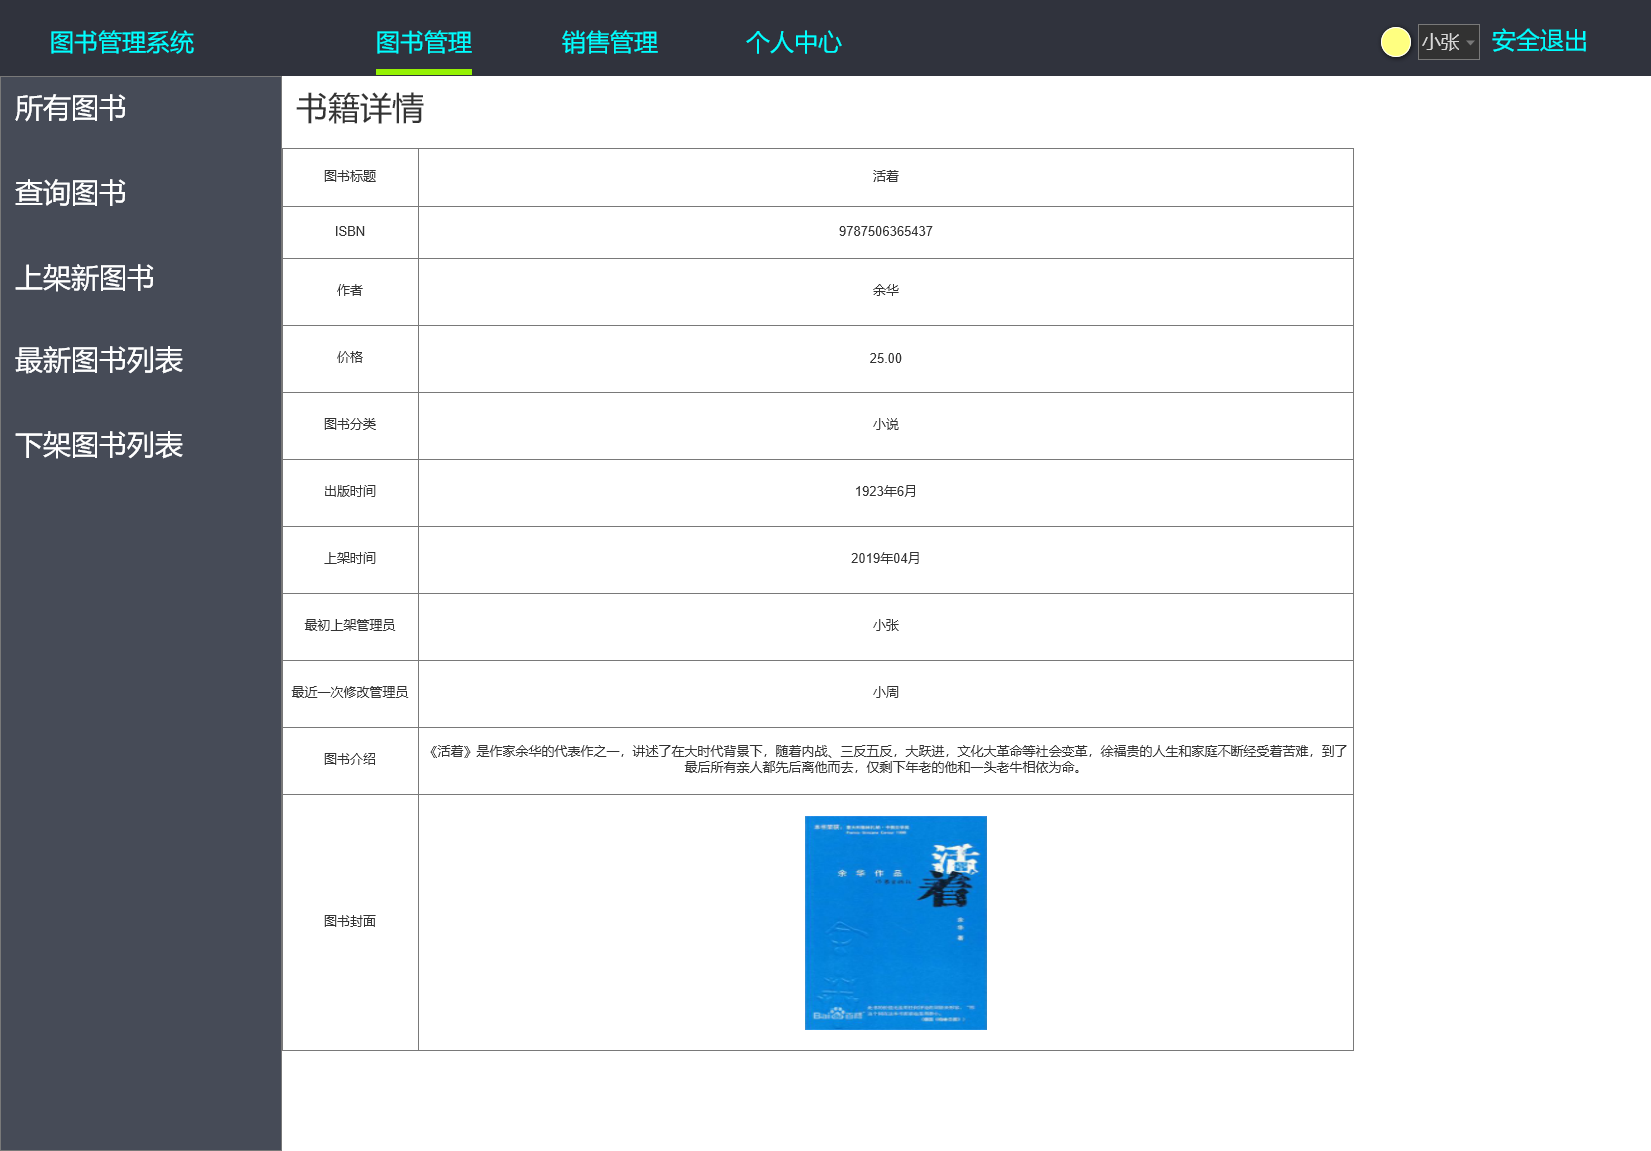 图书管理系统 图书管理 销售管理 个人中心 小张 安全退出
所有图书
查询图书
上架新图书
最新图书列表
下架图书列表
书籍详情
图书标题 活着
ISBN 9787506365437
作者 余华
价格 25.00
图书分类 小说
出版时间 1923年6月
上架时间 2019年04月
最初上架管理员 小张
最近一次修改管理员 小周
图书介绍 《活着》是作家余华的代表作之一，讲述了在大时代背景下，随着内战、三反五反，大跃进，文化大革命等社会变革，徐福贵的人生和家庭不断经受着苦难，到了
最后所有亲人都先后离他而去，仅剩下年老的他和一头老牛相依为命。
图书封面
活着
余华作品